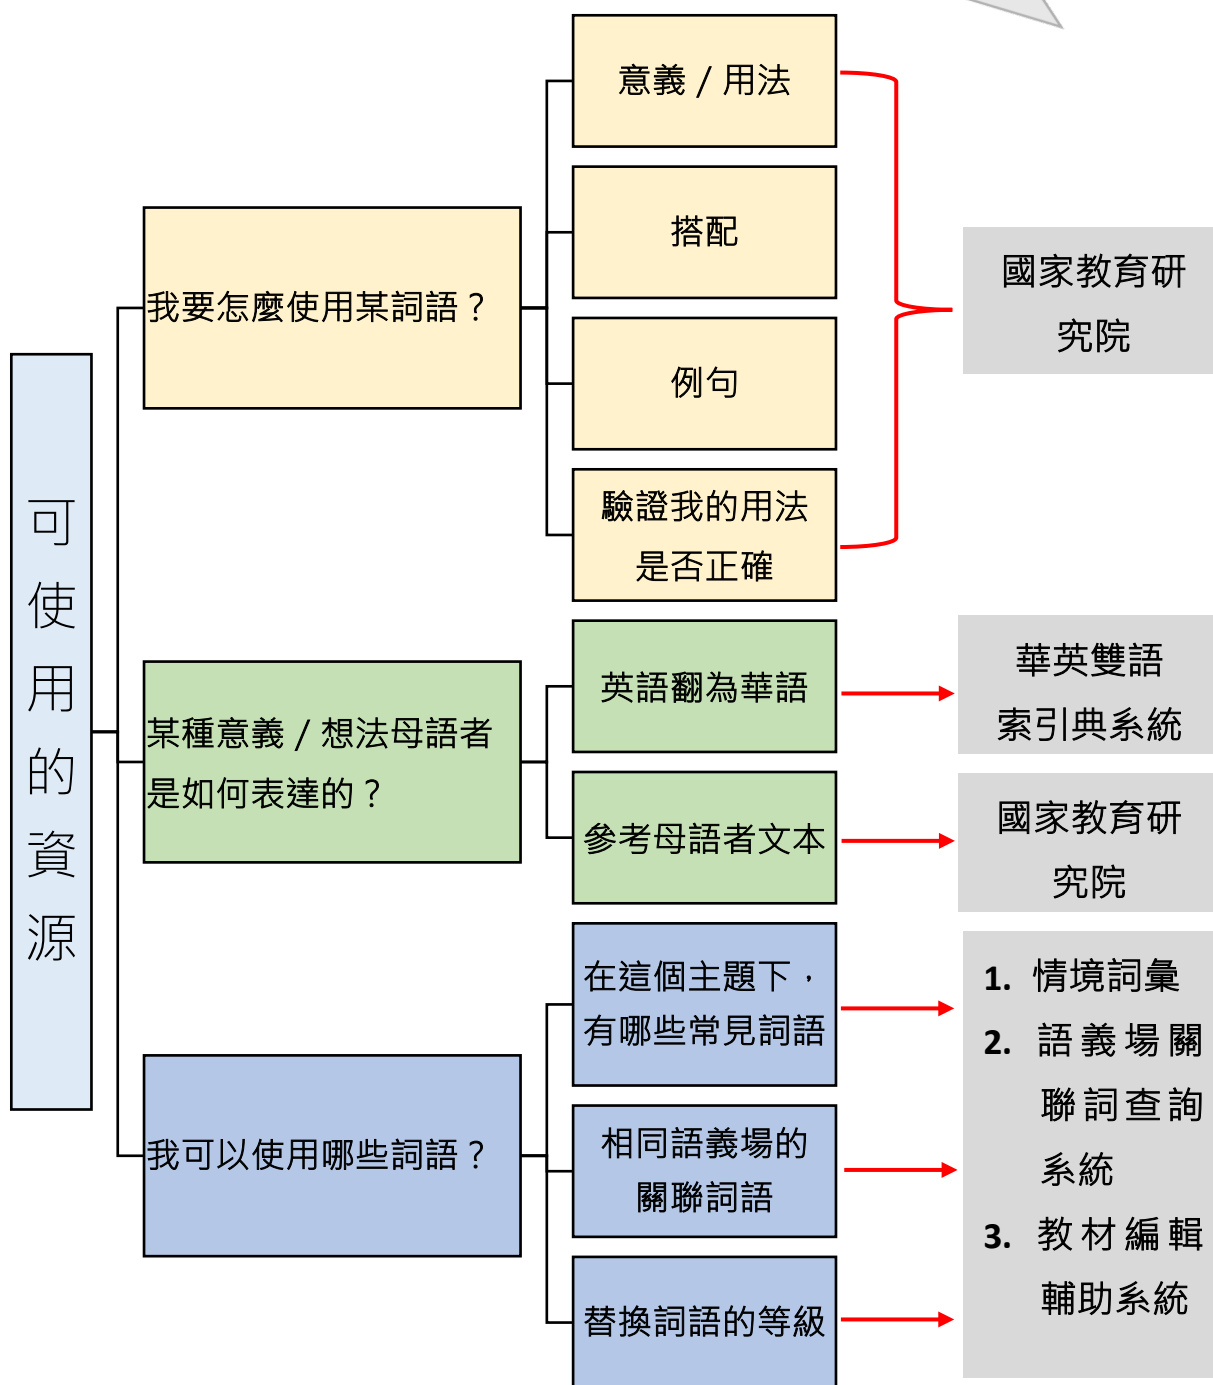 可使用的資源
我要怎麼使用某詞語？
意義 / 用法
搭配
例句
驗證我的用法
是否正確
國家教育研
究院
某種意義 / 想法母語者
是如何表達的？
英語翻為華語
華英雙語
索引典系統
參考母語者文本
國家教育研
究院
我可以使用哪些詞語？
在這個主題下，
有哪些常見詞語
相同語義場的
關聯詞語
替換詞語的等級
1. 情境詞彙
2. 語義場關
聯詞查詢
系統
3. 教材編輯
輔助系統